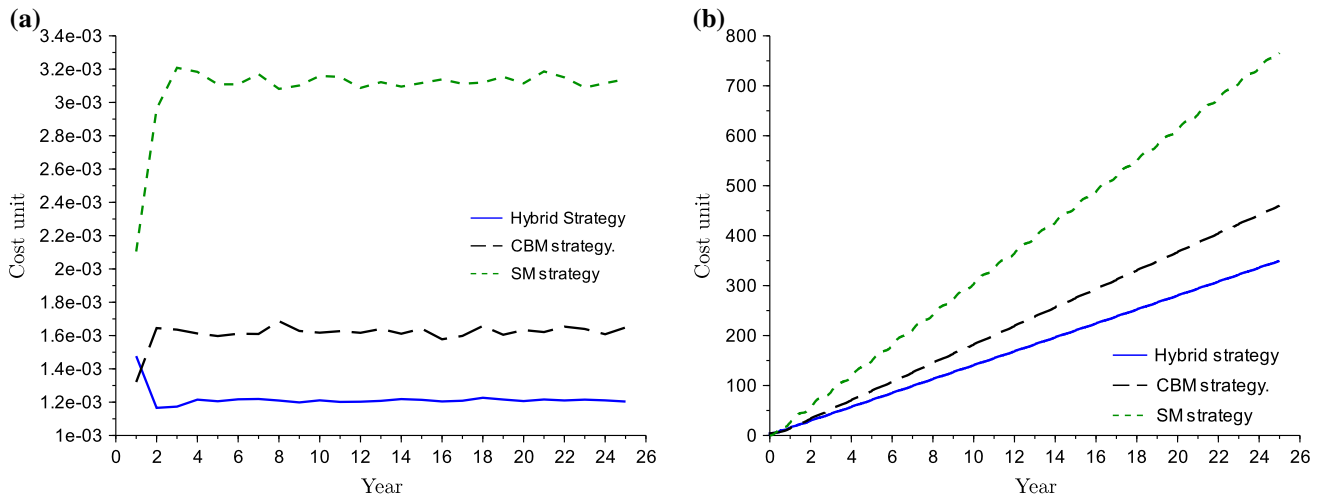 (a)
3.4e-03
3.2e-03
3e-03
2.8e-03
2.6e-03
2.4e-03
2.2e-03
2e-03
1.8e-03
1.6e-03
1.4e-03
1.2e-03
1e-03
Cost unit
Hybrid Strategy
CBM strategy.
SM strategy
0 2 4 6 8 10 12 14 16 18 20 22 24 26
Year
(b)
800
700
600
500
400
300
200
100
0
Cost unit
Hybrid strategy
CBM strategy.
SM strategy
0 2 4 6 8 10 12 14 16 18 20 22 24 26
Year